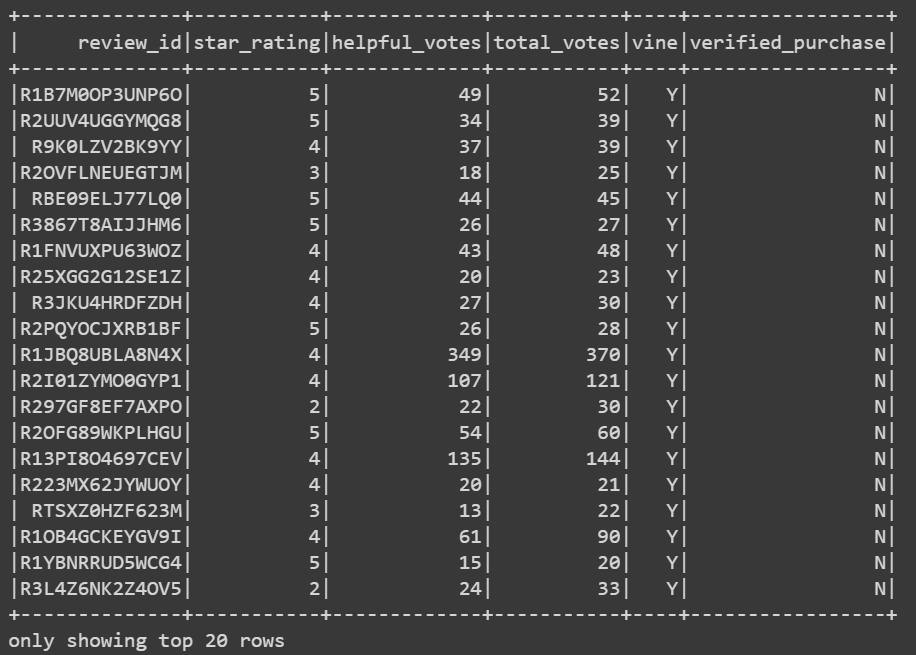 +--------------+-----------+-------------+-----------+----+-----------------+
|     review_id|star_rating|helpful_votes|total_votes|vine|verified_purchase|
+--------------+-----------+-------------+-----------+----+-----------------+
|R1B7M0OP3UNP6O|          5|           49|         52|   Y|                N|
|R2UUV4UGGYMQG8|          5|           34|         39|   Y|                N|
| R9K0LZV2BK9YY|          4|           37|         39|   Y|                N|
|R2OVFLNEUEGTJM|          3|           18|         25|   Y|                N|
| RBE09ELJ77LQ0|          5|           44|         45|   Y|                N|
|R3867T8AIJJHM6|          5|           26|         27|   Y|                N|
|R1FNVUXPU63WOZ|          4|           43|         48|   Y|                N|
|R25XGG2G12SE1Z|          4|           20|         23|   Y|                N|
| R3JKU4HRDFZDH|          4|           27|         30|   Y|                N|
|R2PQYOCJXRB1BF|          5|           26|         28|   Y|                N|
|R1JBQ8UBLA8N4X|          4|          349|        370|   Y|                N|
|R2I01ZYMO0GYP1|          4|          107|        121|   Y|                N|
|R297GF8EF7AXPO|          2|           22|         30|   Y|                N|
|R2OFG89WKPLHGU|          5|           54|         60|   Y|                N|
|R13PI8O4697CEV|          4|          135|        144|   Y|                N|
|R223MX62JYWUOY|          4|           20|         21|   Y|                N|
| RTSXZ0HZF623M|          3|           13|         22|   Y|                N|
|R1OB4GCKEYGV9I|          4|           61|         90|   Y|                N|
|R1YBNRRUD5WCG4|          5|           15|         20|   Y|                N|
|R3L4Z6NK2Z4OV5|          2|           24|         33|   Y|                N|
+--------------+-----------+-------------+-----------+----+-----------------+
only showing top 20 rows